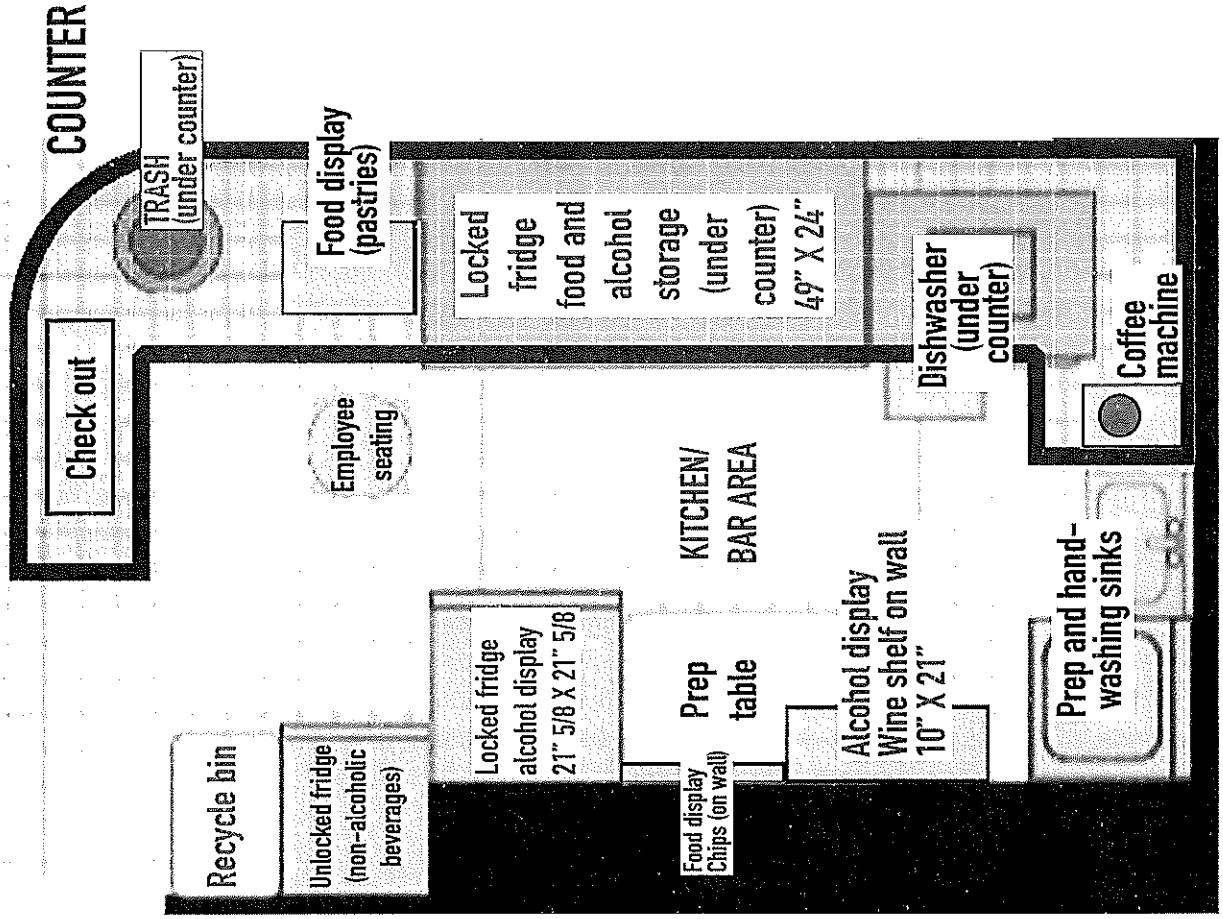 COUNTER
TRASH
(under counter)
Check out
Food display
(pastries)
Employee
seating
Locked
fridge
food and
alcohol
storage
(under
counter)
49” X 24”
Recycle bin
Unlocked fridge
(non-alcoholic
beverages)
Locked fridge
alcohol display
21” 5/8 X 21” 5/8
KITCHEN/
BAR AREA
Dishwasher
(under
counter)
Coffee
machine
Prep
table
Food display
Chips (on wall)
Alcohol display
Wine shelf on wall
10” X 21”
Prep and hand-
washing sinks